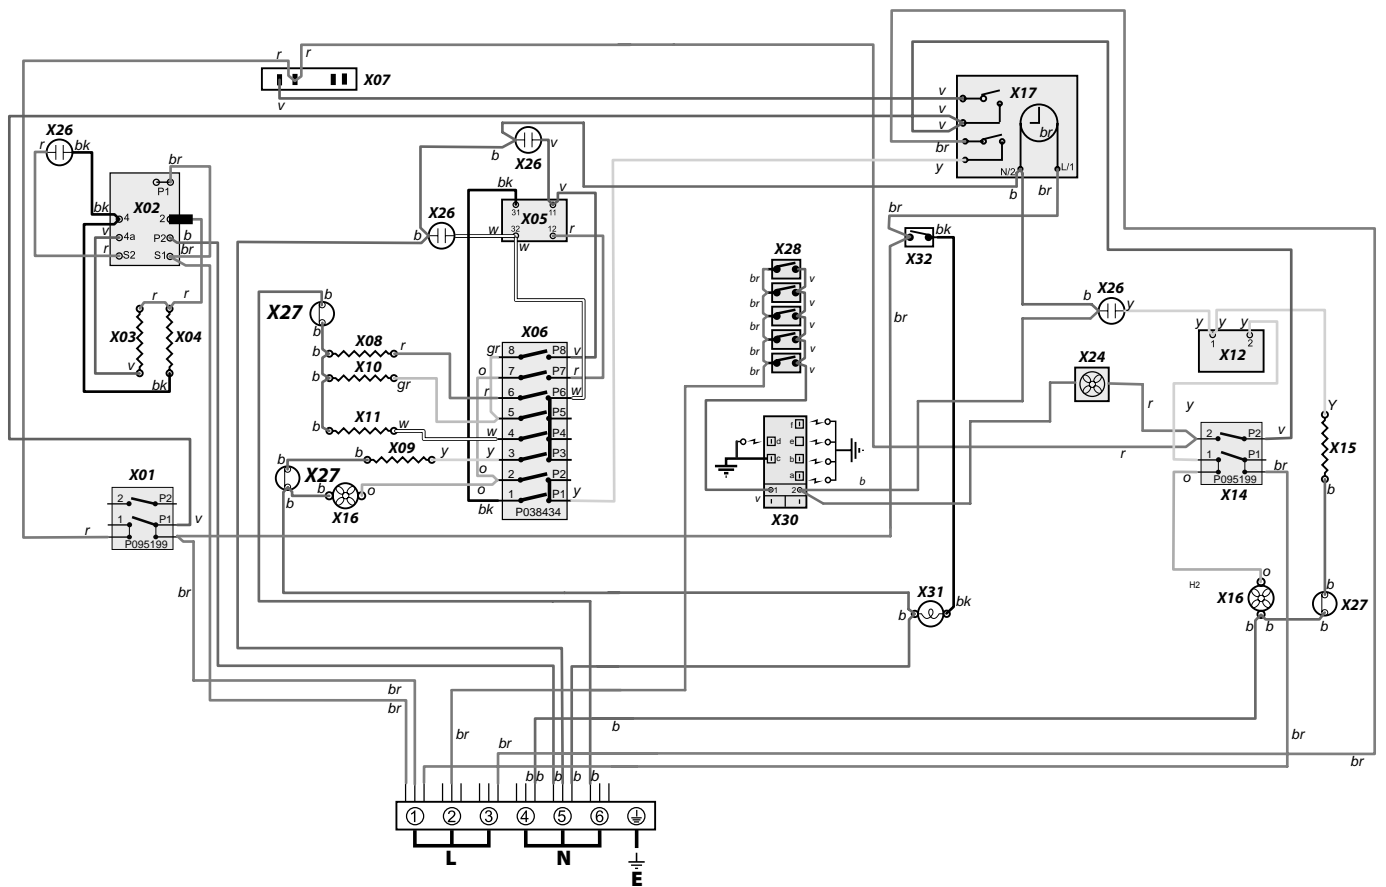 r
r
X07
v
X26
r
bk
br
P1
bk
X02
4
2
v
4a
P2
b
r
S2
S1
br
r
r
X03
X04
v
bk
X26
b
v
bk
v
X26
31
11
X05
b
w
32
12
r
w
v
X17
v
v
br
br
y
N/2
L/1
b
br
br
bk
X32
br
X28
br
v
br
v
br
v
br
v
br
v
X26
b
y
y
y
y
1
2
X12
X24
r
y
X27
b
b
b
X08
r
b
X10
gr
b
X11
w
X09
b
y
b
X27
b
b
X16
o
X06
gr
8
P8
v
o
7
P7
r
r
6
P6
w
5
P5
w
4
P4
y
3
P3
o
2
P2
o
1
P1
y
bk
P038434
f
d
e
c
b
a
1
2
v
b
X30
r
2
P2
v
1
P1
br
o
P095199
X14
Y
X15
b
X01
2
P2
1
P1
v
r
P095199
br
X31
b
bk
H2
o
X16
b
b
b
X27
b
br
br
br
br
b
br
br
b
b
b
b
b
1
2
3
4
5
6
L
N
E